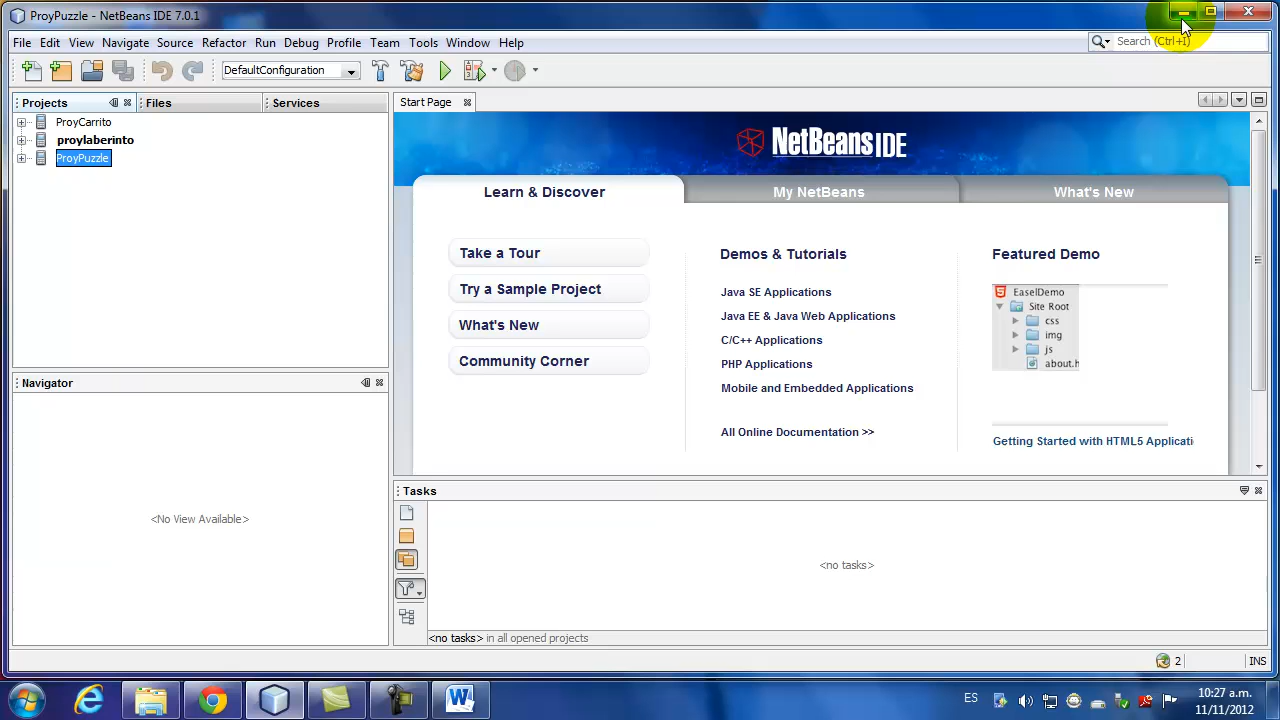 ProyPuzzle - NetBeans IDE 7.0.1
File Edit View Navigate Source Refactor Run Debug Profile Team Tools Window Help
Search (Ctrl+I)
DefaultConfiguration
Projects Files Services
Start Page
ProyCarrito
proylaberinto
ProyPuzzle
NetBeans IDE
Learn & Discover My NetBeans What's New
Take a Tour
Try a Sample Project
What's New
Community Corner
Demos & Tutorials
Java SE Applications
Java EE & Java Web Applications
C/C++ Applications
PHP Applications
Mobile and Embedded Applications
All Online Documentation >>
Featured Demo
EaselDemo
Site Root
css
img
js
about.h
Getting Started with HTML5 Applicati
Navigator
<No View Available>
Tasks
<no tasks>
<no tasks> in all opened projects
2 INS
ES
10:27 a.m.
11/11/2012